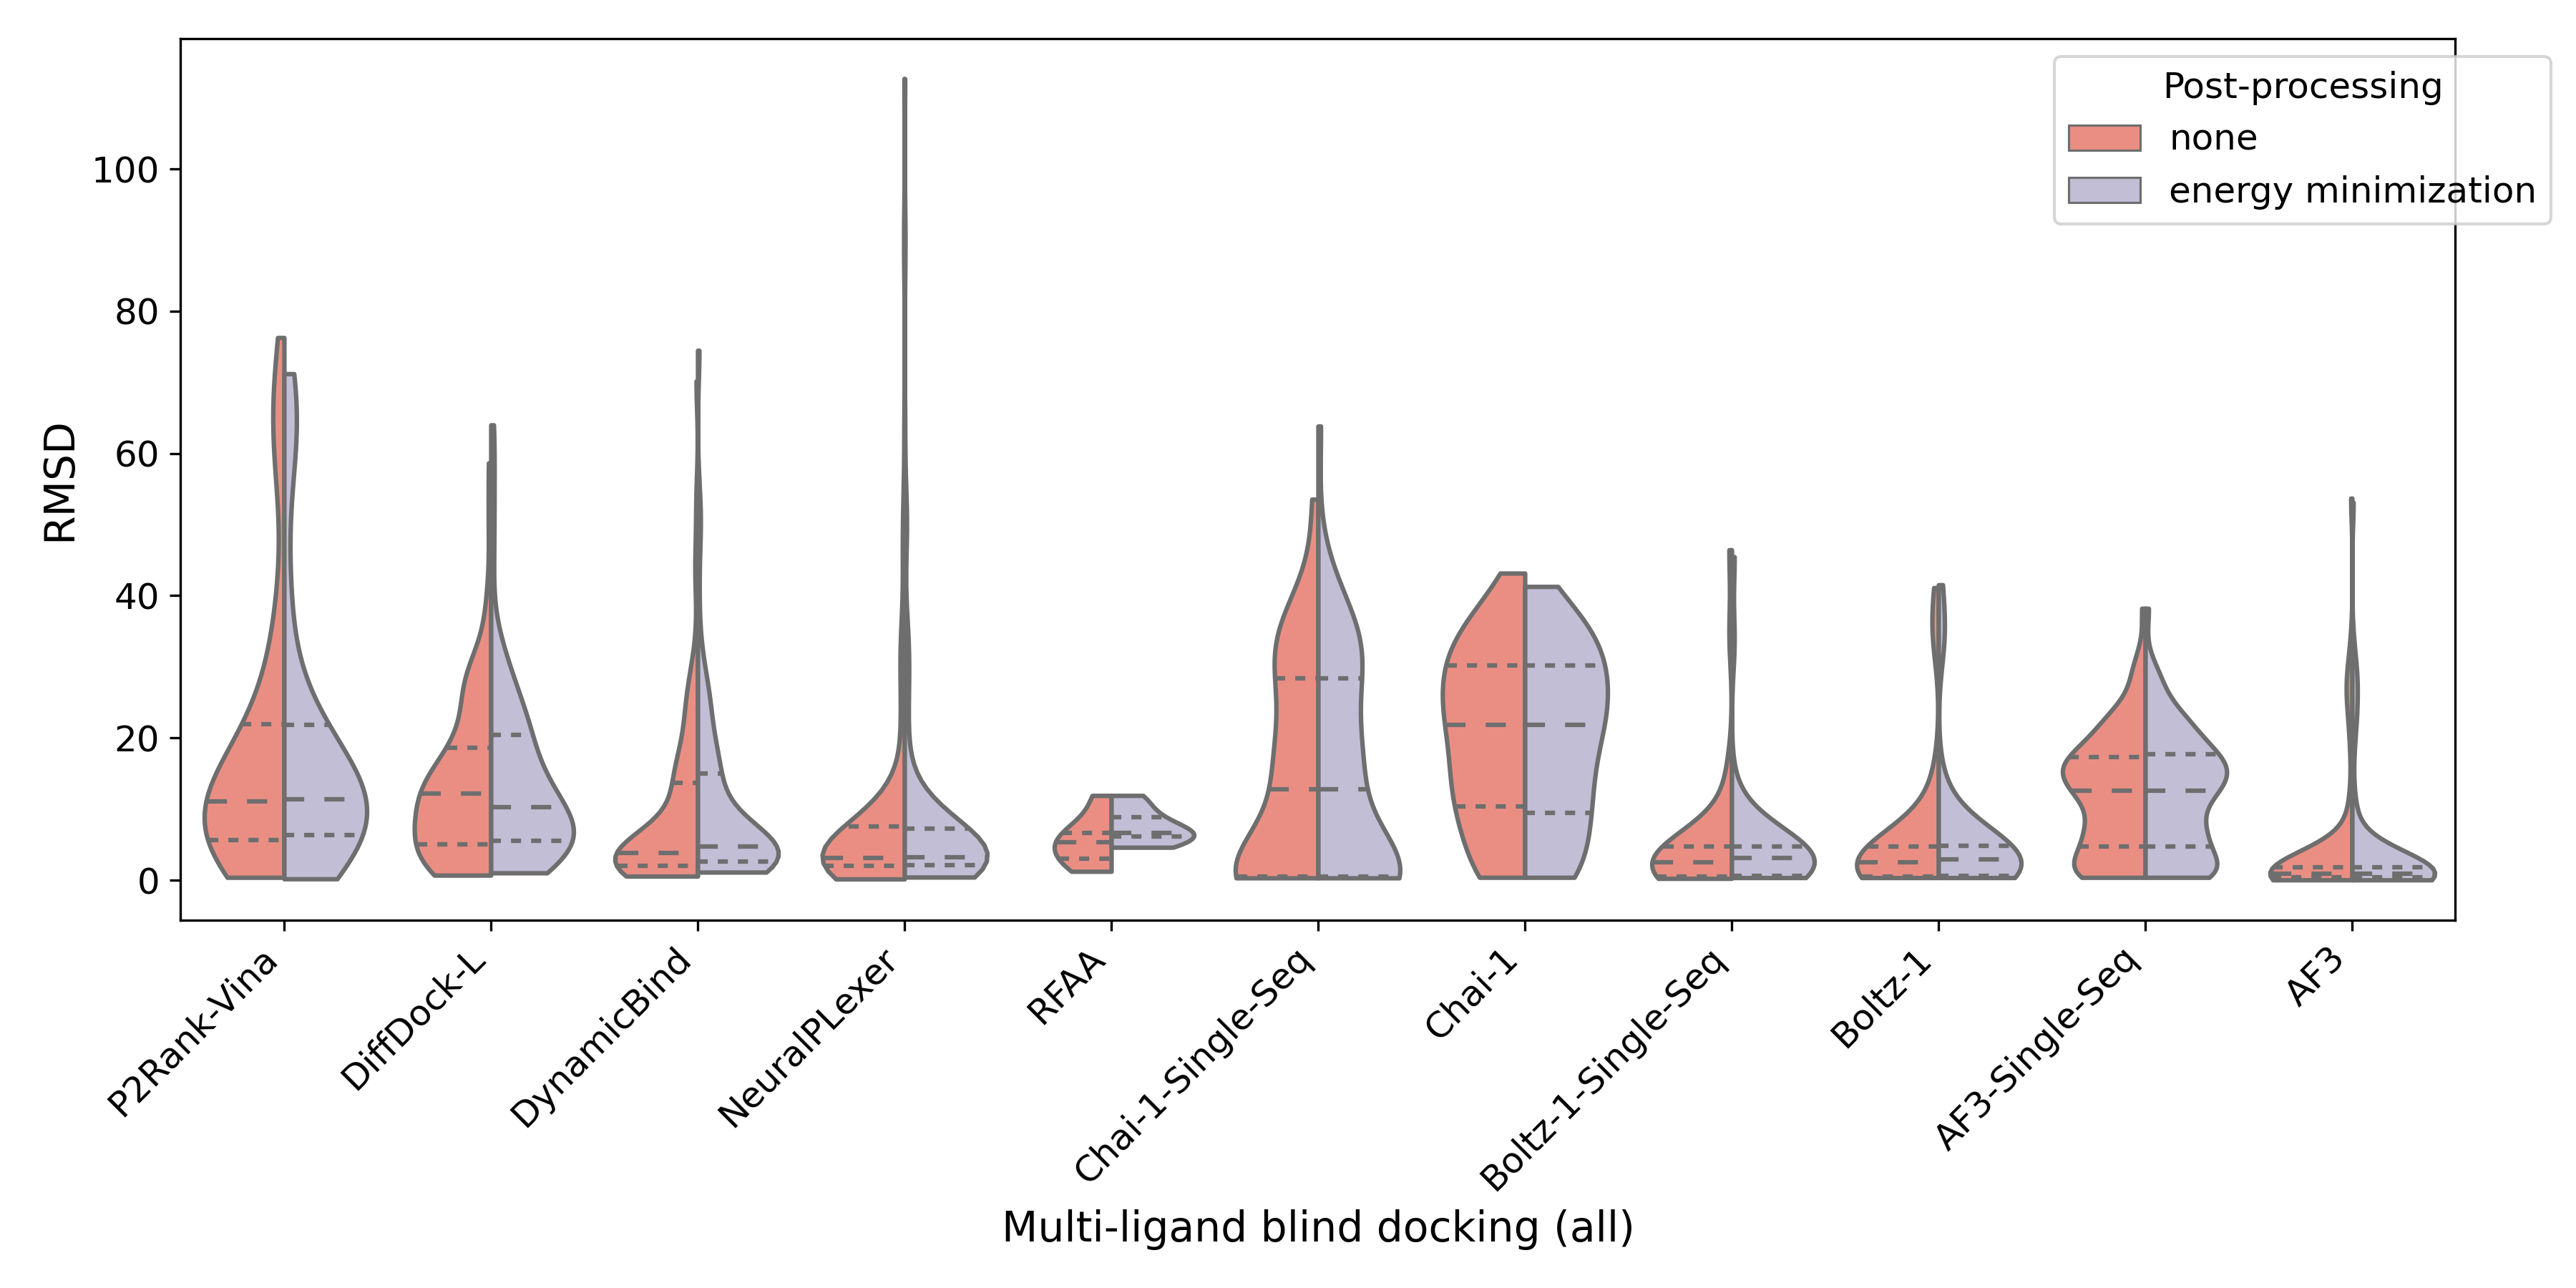 Post-processing
none
energy minimization
RMSD
100
80
60
40
20
0
P2Rank-Vina
DiffDock-L
DynamicBind
NeuralPLexer
RFAA
Chai-1-Single-Seq
Chai-1
Boltz-1-Single-Seq
Boltz-1
AF3-Single-Seq
AF3
Multi-ligand blind docking (all)